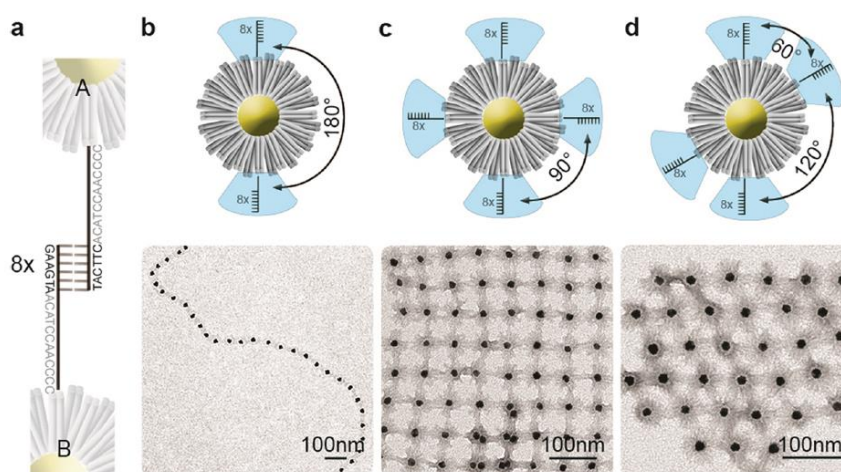 a
A
TACTTCACATCCAACCCC
8x
GAAGTAACATCCAACCCC
B
b
8x
180°
8x
100nm
c
8x
8x
8x
90°
8x
100nm
d
8x
60°
8x
8x
120°
8x
100nm